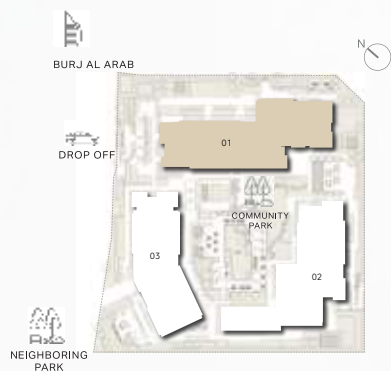 N
BURJ AL ARAB
DROP OFF
01
COMMUNITY
PARK
03
02
NEIGHBORING
PARK